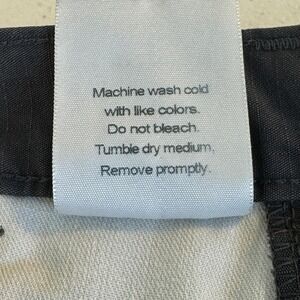 Machine wash cold
with like colors.
Do not bleach.
Tumble dry medium,
Remove promptly.